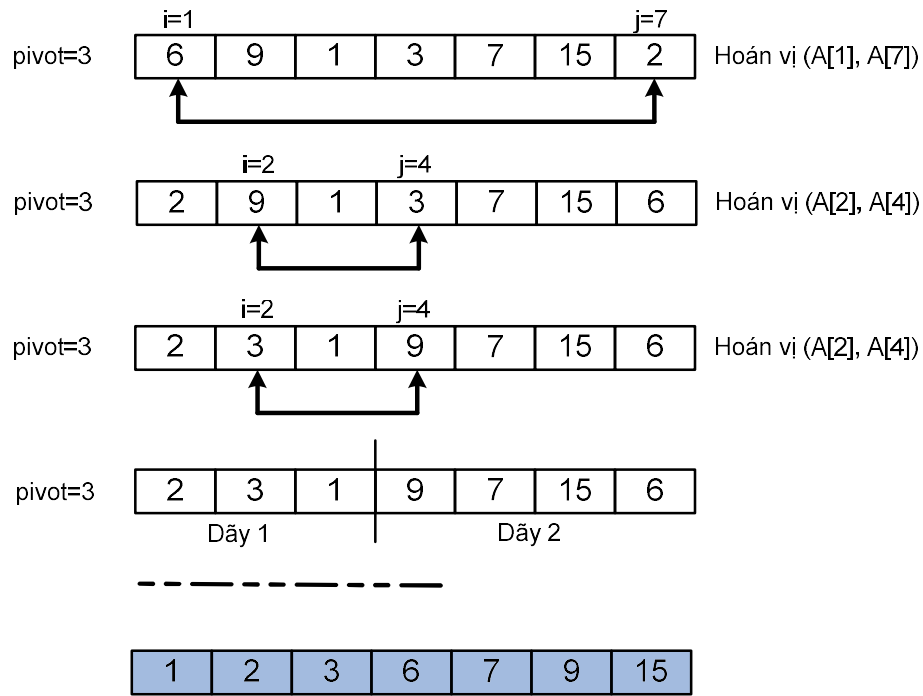 i=1 j=7
pivot=3 6 9 1 3 7 15 2 Hoán vị (A[1], A[7])
i=2 j=4
pivot=3 2 9 1 3 7 15 6 Hoán vị (A[2], A[4])
i=2 j=4
pivot=3 2 3 1 9 7 15 6 Hoán vị (A[2], A[4])
pivot=3 2 3 1 9 7 15 6
Dãy 1 Dãy 2
1 2 3 6 7 9 15